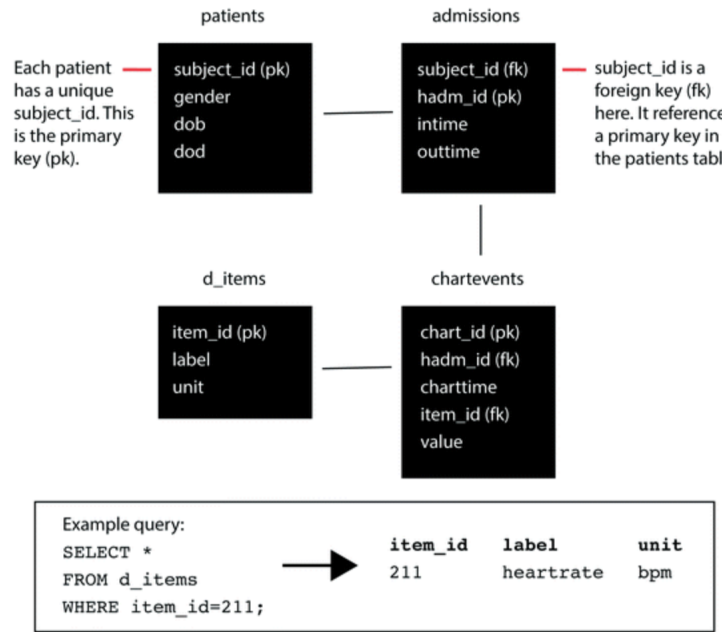 patients
admissions
Each patient
has a unique
subject_id. This
is the primary
key (pk).
subject_id (pk)
gender
dob
dod
subject_id (fk)
hadm_id (pk)
intime
outtime
subject_id is a
foreign key (fk)
here. It reference
a primary key in
the patients tabl
d_items
chartevents
item_id (pk)
label
unit
chart_id (pk)
hadm_id (fk)
charttime
item_id (fk)
value
Example query:
SELECT *
FROM d_items
WHERE item_id=211;
item_id label unit
211 heartrate bpm